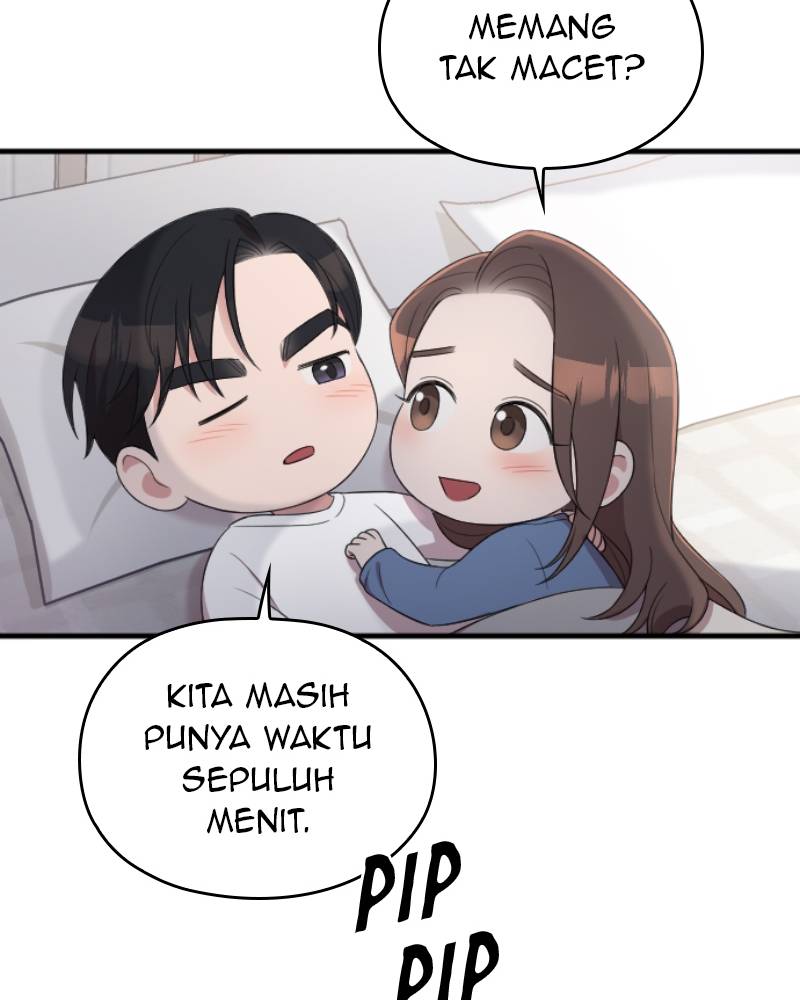 MEMANG
TAK MACET?
KITA MASIH
PUNYA WAKTU
SEPULUH
MENIT.
PIP
PIP